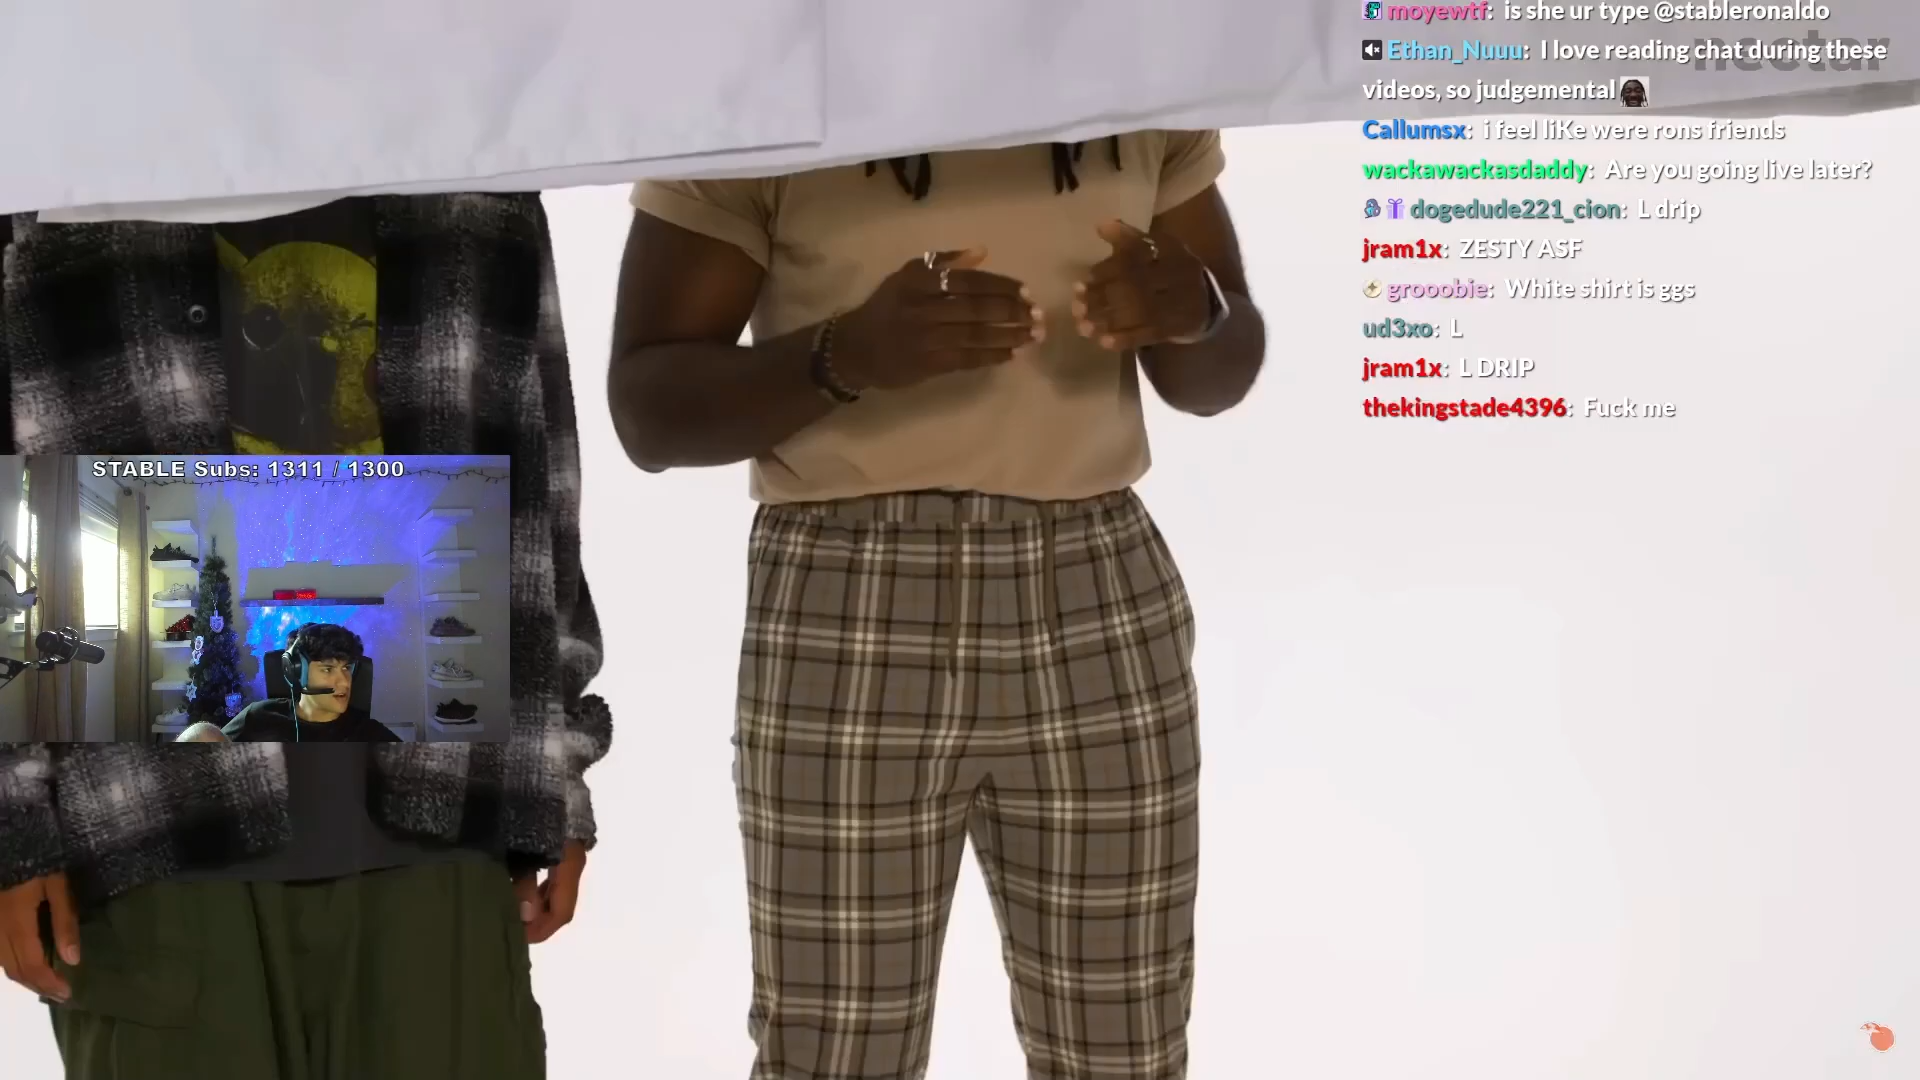 moyewtf: is she ur type @stableronaldo
Ethan_Nuuu: I love reading chat during these
videos, so judgemental
nectar
Callumsx: i feel liKe were rons friends
wackawackasdaddy: Are you going live later?
dogedude221_cion: L drip
jram1x: ZESTY ASF
grooobie: White shirt is ggs
ud3xo: L
jram1x: L DRIP
thekingstade4396: Fuck me
STABLE Subs: 1311 / 1300